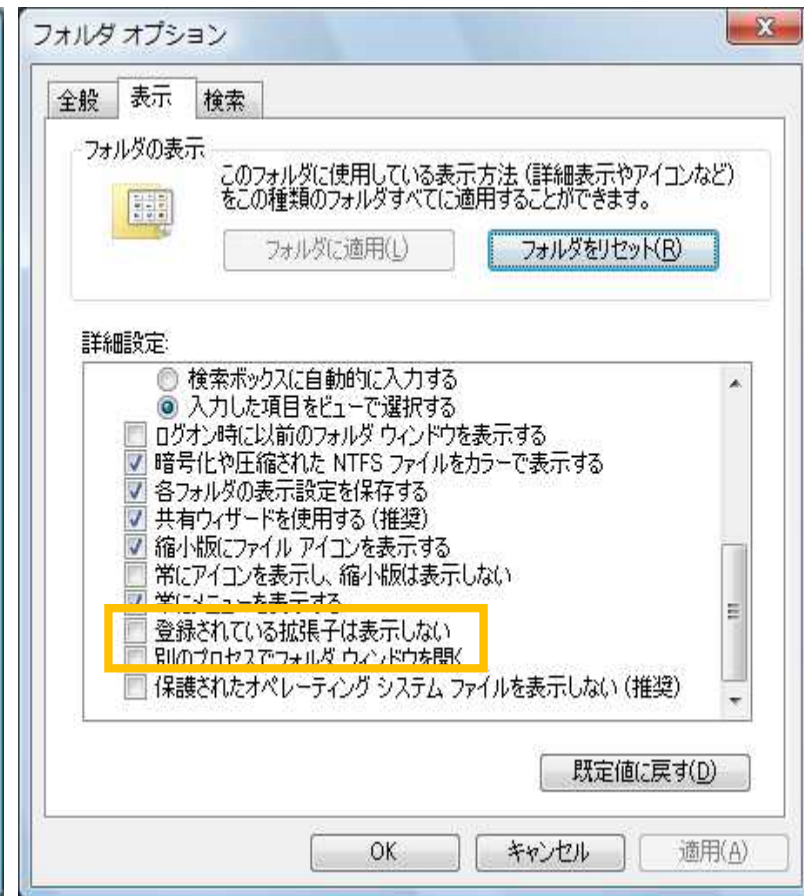 フォルダ オプション
全般 表示 検索
フォルダの表示
このフォルダに使用している表示方法 (詳細表示やアイコンなど)
をこの種類のフォルダすべてに適用することができます。
フォルダに適用(L) フォルダをリセット(R)
詳細設定:
検索ボックスに自動的に入力する
入力した項目をビューで選択する
ログオン時に以前のフォルダ ウィンドウを表示する
暗号化や圧縮された NTFS ファイルをカラーで表示する
各フォルダの表示設定を保存する
共有ウィザードを使用する (推奨)
縮小版にファイル アイコンを表示する
常にアイコンを表示し、縮小版は表示しない
常にメニューを表示する
登録されている拡張子は表示しない
別のプロセスでフォルダ ウィンドウを開く
保護されたオペレーティング システム ファイルを表示しない (推奨)
既定値に戻す(D)
OK キャンセル 適用(A)